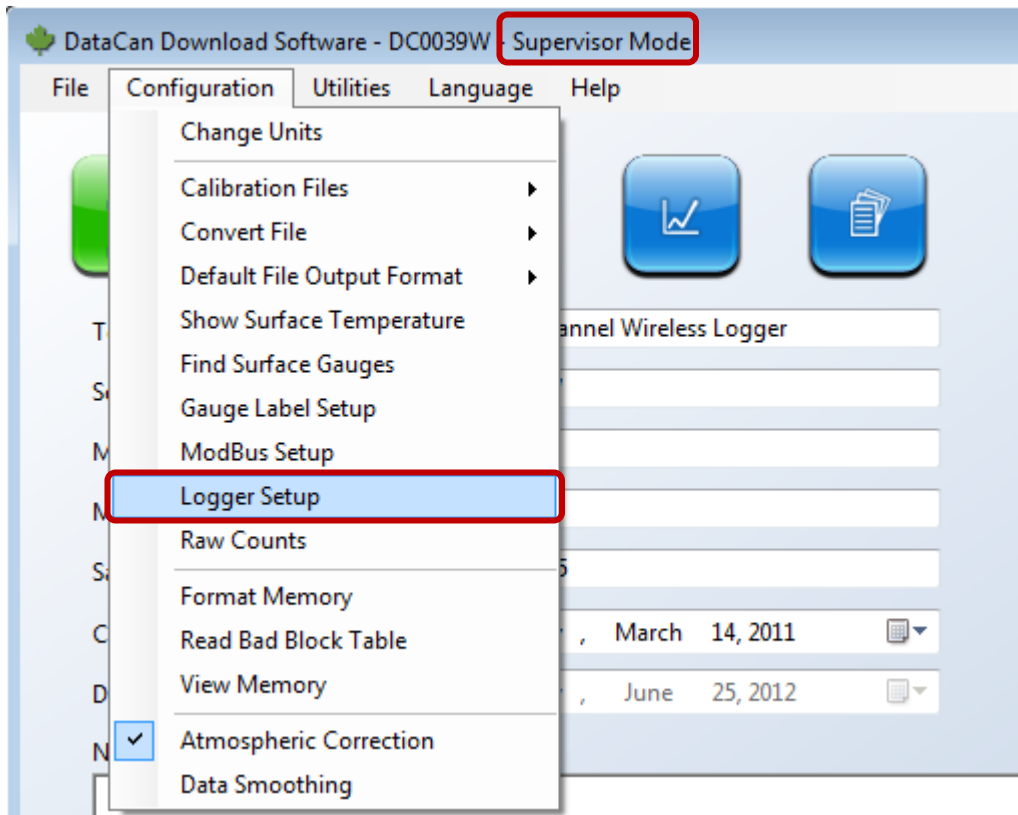 DataCan Download Software - DC0039W - Supervisor Mode
File Configuration Utilities Language Help
Change Units
Calibration Files
Convert File
Default File Output Format
Show Surface Temperature
annel Wireless Logger
Find Surface Gauges
Gauge Label Setup
ModBus Setup
Logger Setup
Raw Counts
Format Memory
Read Bad Block Table
, March 14, 2011
View Memory
, June 25, 2012
Atmospheric Correction
Data Smoothing